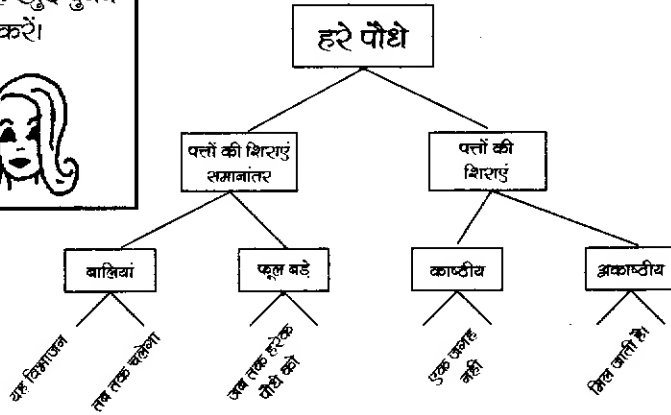 करें।
हरे पौधे
पत्तों की शिराएं
समानांतर
पत्तों की
शिराएं
बालियां
फूल बड़े
काष्ठीय
अकाष्ठीय
यह विभाजन
तब तक चलेगा
जब तक हरेक
पौधे को
एक जगह
नहीं
मिल जाती है।